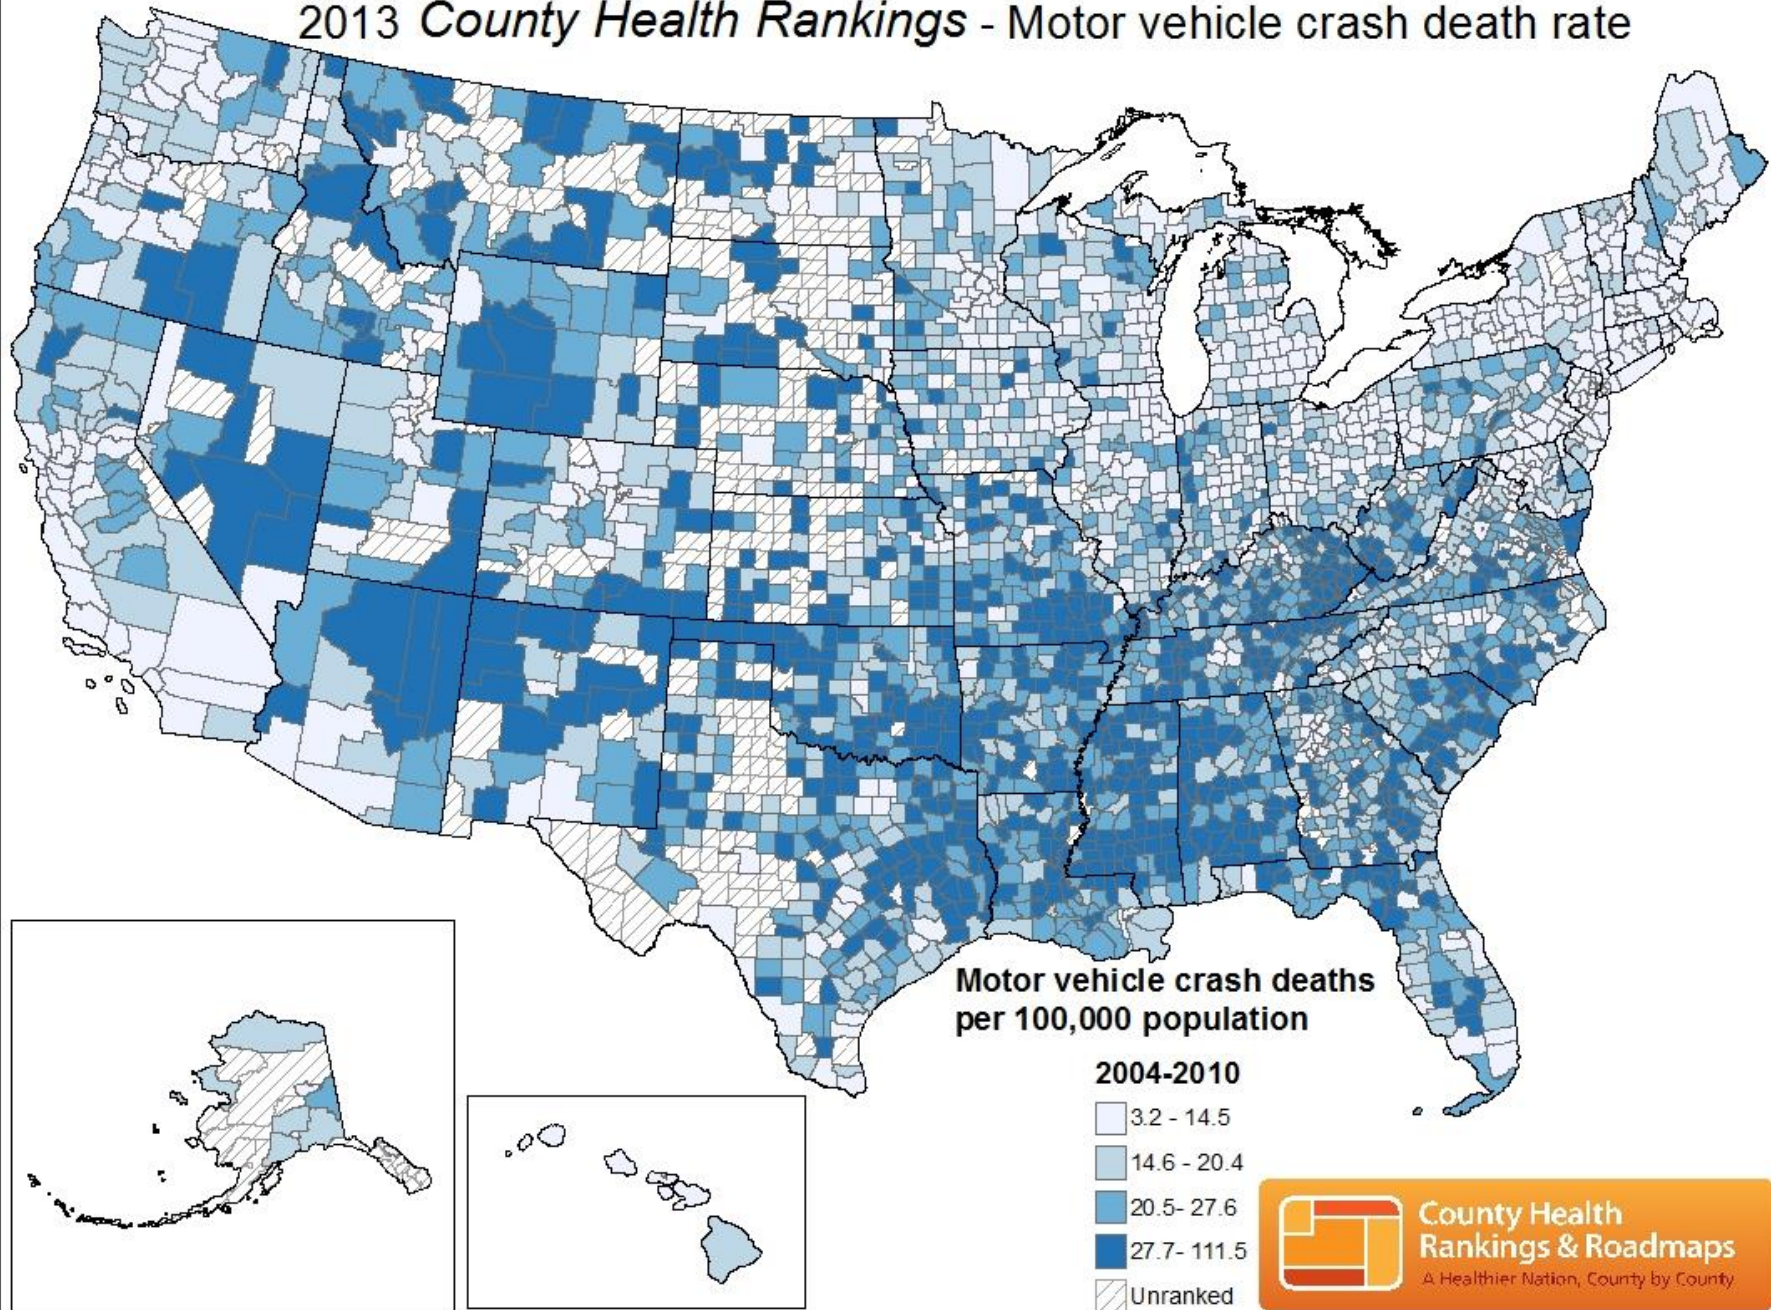 2013 County Health Rankings - Motor vehicle crash death rate
Motor vehicle crash deaths
per 100,000 population
2004-2010
3.2 - 14.5
14.6 - 20.4
20.5- 27.6
27.7- 111.5
Unranked
County Health
Rankings & Roadmaps
A Healthier Nation, County by County